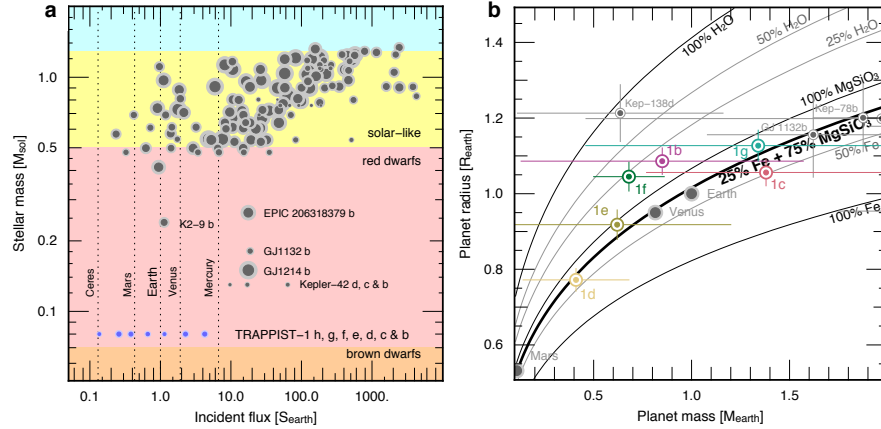 a
Stellar mass [Msol]
1.0
0.5
0.2
0.1
solar-like
red dwarfs
EPIC 206318379 b
K2-9 b
GJ1132 b
GJ1214 b
Kepler-42 d, c & b
Ceres
Mars
Earth
Venus
Mercury
TRAPPIST-1 h, g, f, e, d, c & b
brown dwarfs
0.1
1.0
10.
100.
1000.
Incident flux [Searth]
b
Planet radius [Rearth]
1.4
1.2
1.0
0.8
0.6
100% H2O
50% H2O
25% H2O
100% MgSiO3
Kep-138d
Kep-78b
GJ1132b
25% Fe + 75% MgSiO3
50% Fe
100% Fe
1g
1b
1f
1c
1e
1d
Earth
Venus
Mars
0.5
1.0
1.5
2.0
Planet mass [Mearth]